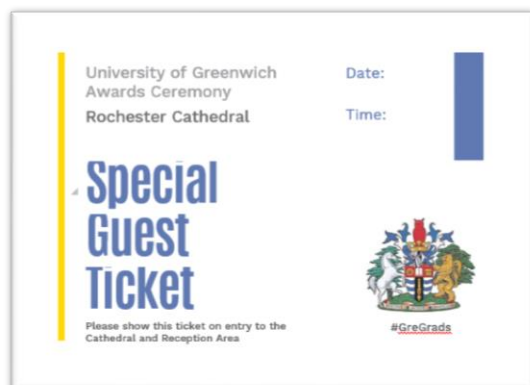 University of Greenwich
Awards Ceremony
Rochester Cathedral
Date:
Time:
Special
Guest
Ticket
Please show this ticket on entry to the
Cathedral and Reception Area
#GreGrads